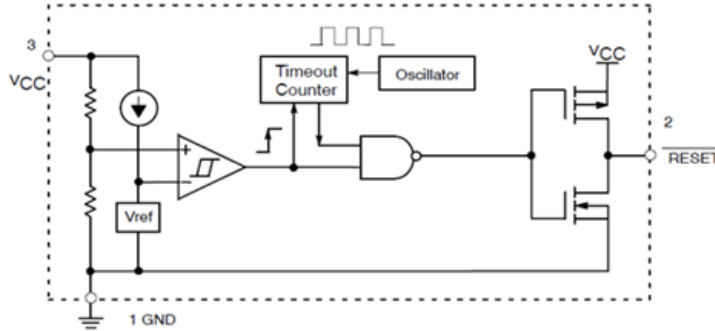 3
VCC
Timeout
Counter
Oscillator
VCC
2
RESET
+
−
Vref
1 GND